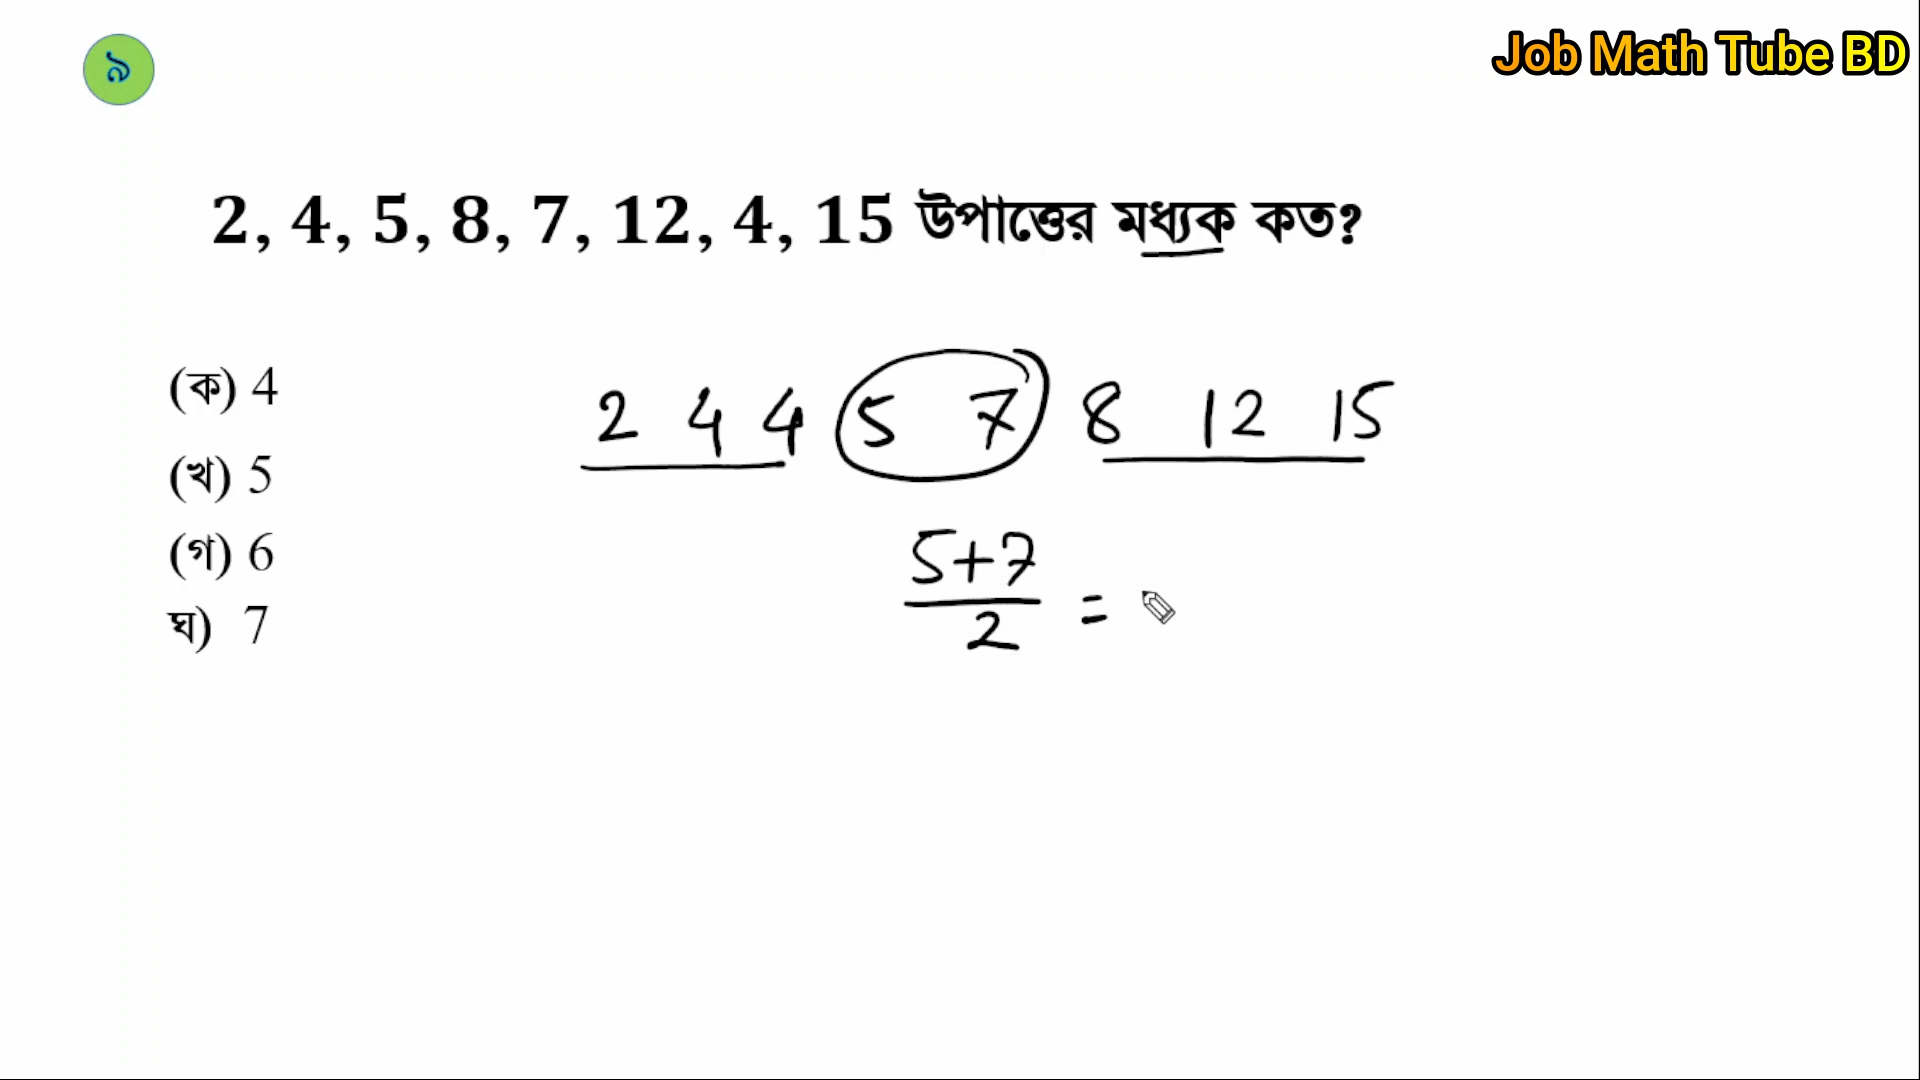 ৯
Job Math Tube BD
2, 4, 5, 8, 7, 12, 4, 15 উপাত্তের মধ্যক কত?
(ক) 4
(খ) 5
(গ) 6
ঘ) 7
2 4 4 5 7 8 12 15
5+7
2
=